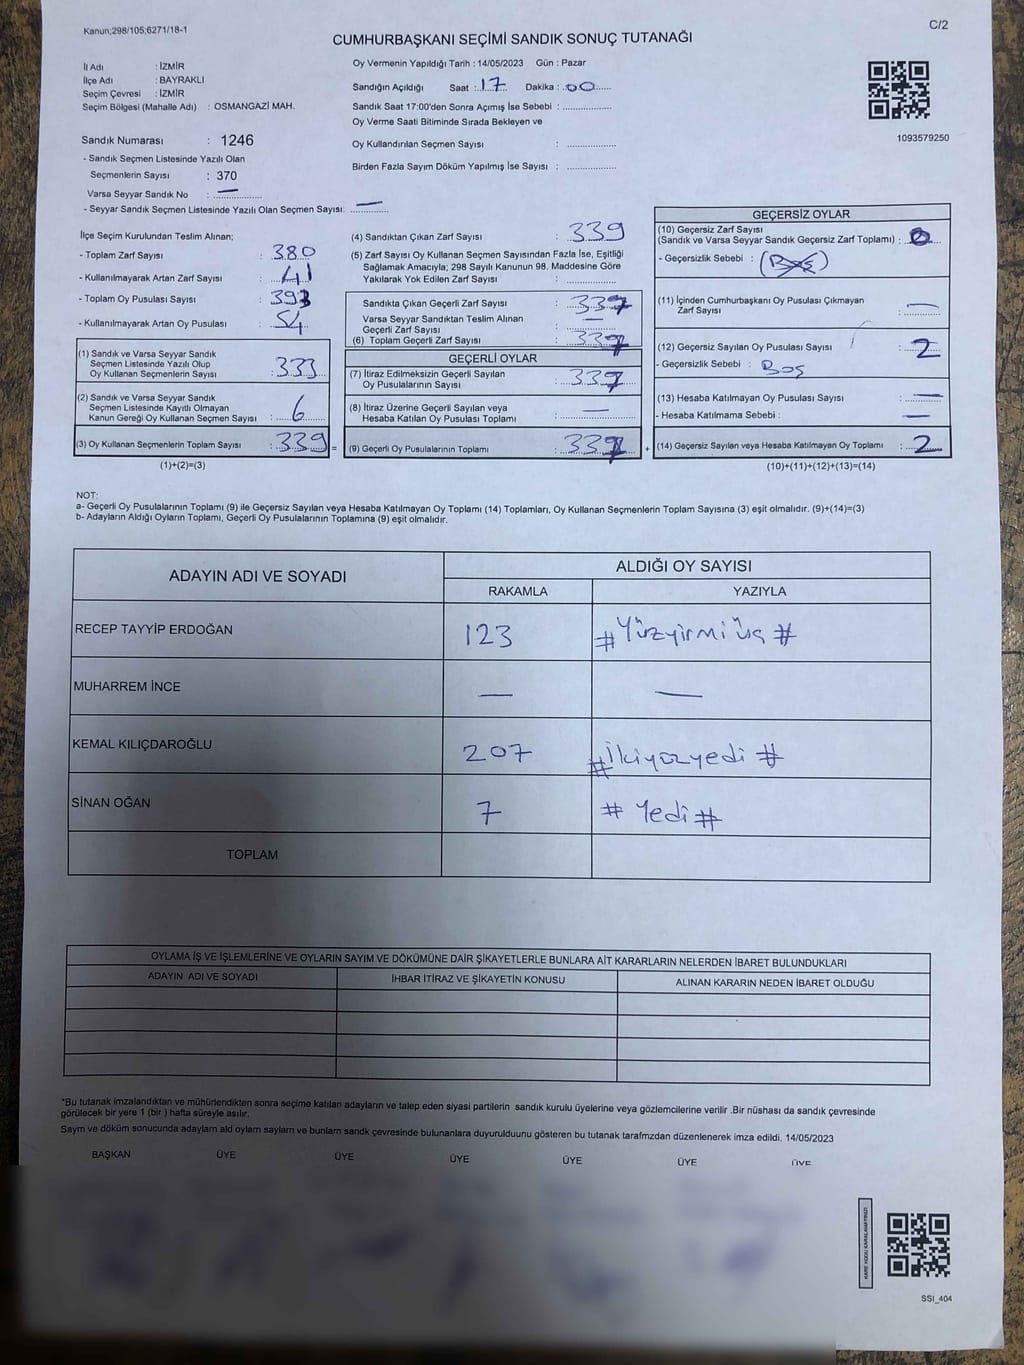 Kanun;298/105;6271/18-1
C/2
CUMHURBAŞKANI SEÇİMİ SANDIK SONUÇ TUTANAĞI
İl Adı : İZMİR
İlçe Adı : BAYRAKLI
Seçim Çevresi : İZMİR
Seçim Bölgesi (Mahalle Adı) : OSMANGAZİ MAH.
Sandık Numarası : 1246
- Sandık Seçmen Listesinde Yazılı Olan
Seçmenlerin Sayısı : 370
Varsa Seyyar Sandık No : —
- Seyyar Sandık Seçmen Listesinde Yazılı Olan Seçmen Sayısı: —
Oy Vermenin Yapıldığı Tarih : 14/05/2023 Gün : Pazar
Sandığın Açıldığı Saat : 17 Dakika : 00
Sandık Saat 17:00'den Sonra Açımış İse Sebebi :
Oy Verme Saati Bitiminde Sırada Bekleyen ve
Oy Kullandırılan Seçmen Sayısı :
Birden Fazla Sayım Döküm Yapılmış İse Sayısı :
1093579250
İlçe Seçim Kurulundan Teslim Alınan;
- Toplam Zarf Sayısı : 380
- Kullanılmayarak Artan Zarf Sayısı : 41
- Toplam Oy Pusulası Sayısı : 393
- Kullanılmayarak Artan Oy Pusulası : 54
(1) Sandık ve Varsa Seyyar Sandık
Seçmen Listesinde Yazılı Olup
Oy Kullanan Seçmenlerin Sayısı : 333
(2) Sandık ve Varsa Seyyar Sandık
Seçmen Listesinde Kayıtlı Olmayan
Kanun Gereği Oy Kullanan Seçmen Sayısı : 6
(3) Oy Kullanan Seçmenlerin Toplam Sayısı : 339 =
(1)+(2)=(3)
(4) Sandıktan Çıkan Zarf Sayısı : 339
(5) Zarf Sayısı Oy Kullanan Seçmen Sayısından Fazla İse, Eşitliği
Sağlamak Amacıyla; 298 Sayılı Kanunun 98. Maddesine Göre
Yakılarak Yok Edilen Zarf Sayısı :
Sandıkta Çıkan Geçerli Zarf Sayısı : 337
Varsa Seyyar Sandıktan Teslim Alınan
Geçerli Zarf Sayısı : —
(6) Toplam Geçerli Zarf Sayısı : 337
GEÇERLİ OYLAR
(7) İtiraz Edilmeksizin Geçerli Sayılan
Oy Pusulalarının Sayısı : 337
(8) İtiraz Üzerine Geçerli Sayılan veya
Hesaba Katılan Oy Pusulası Toplamı : —
(9) Geçerli Oy Pusulalarının Toplamı : 337 +
GEÇERSİZ OYLAR
(10) Geçersiz Zarf Sayısı
(Sandık ve Varsa Seyyar Sandık Geçersiz Zarf Toplamı) : 0
- Geçersizlik Sebebi :
(11) İçinden Cumhurbaşkanı Oy Pusulası Çıkmayan
Zarf Sayısı : —
(12) Geçersiz Sayılan Oy Pusulası Sayısı : 2
- Geçersizlik Sebebi : Boş
(13) Hesaba Katılmayan Oy Pusulası Sayısı : —
- Hesaba Katılmama Sebebi : —
(14) Geçersiz Sayılan veya Hesaba Katılmayan Oy Toplamı : 2
(10)+(11)+(12)+(13)=(14)
NOT:
a- Geçerli Oy Pusulalarının Toplamı (9) ile Geçersiz Sayılan veya Hesaba Katılmayan Oy Toplamı (14) Toplamları, Oy Kullanan Seçmenlerin Toplam Sayısına (3) eşit olmalıdır. (9)+(14)=(3)
b- Adayların Aldığı Oyların Toplamı, Geçerli Oy Pusulalarının Toplamına (9) eşit olmalıdır.
ADAYIN ADI VE SOYADI
ALDIĞI OY SAYISI
RAKAMLA YAZIYLA
RECEP TAYYİP ERDOĞAN 123 #Yüzyirmiüç#
MUHARREM İNCE — —
KEMAL KILIÇDAROĞLU 207 #İkiyüzyedi#
SİNAN OĞAN 7 #Yedi#
TOPLAM
OYLAMA İŞ VE İŞLEMLERİNE VE OYLARIN SAYIM VE DÖKÜMÜNE DAİR ŞİKAYETLERLE BUNLARA AİT KARARLARIN NELERDEN İBARET BULUNDUKLARI
ADAYIN ADI VE SOYADI İHBAR İTİRAZ VE ŞİKAYETİN KONUSU ALINAN KARARIN NEDEN İBARET OLDUĞU
*Bu tutanak imzalandıktan ve mühürlendikten sonra seçime katılan adayların ve talep eden siyasi partilerin sandık kurulu üyelerine veya gözlemcilerine verilir .Bir nüshası da sandık çevresinde
görülecek bir yere 1 (bir ) hafta süreyle asılır.
Sayım ve döküm sonucunda adaylarn ald oylarn saylarn ve bunlarn sandk çevresinde bulunanlara duyurulduunu gösteren bu tutanak tarafmzdan düzenlenerek imza edildi. 14/05/2023
BAŞKAN ÜYE ÜYE ÜYE ÜYE ÜYE ÜYE
SSİ_404